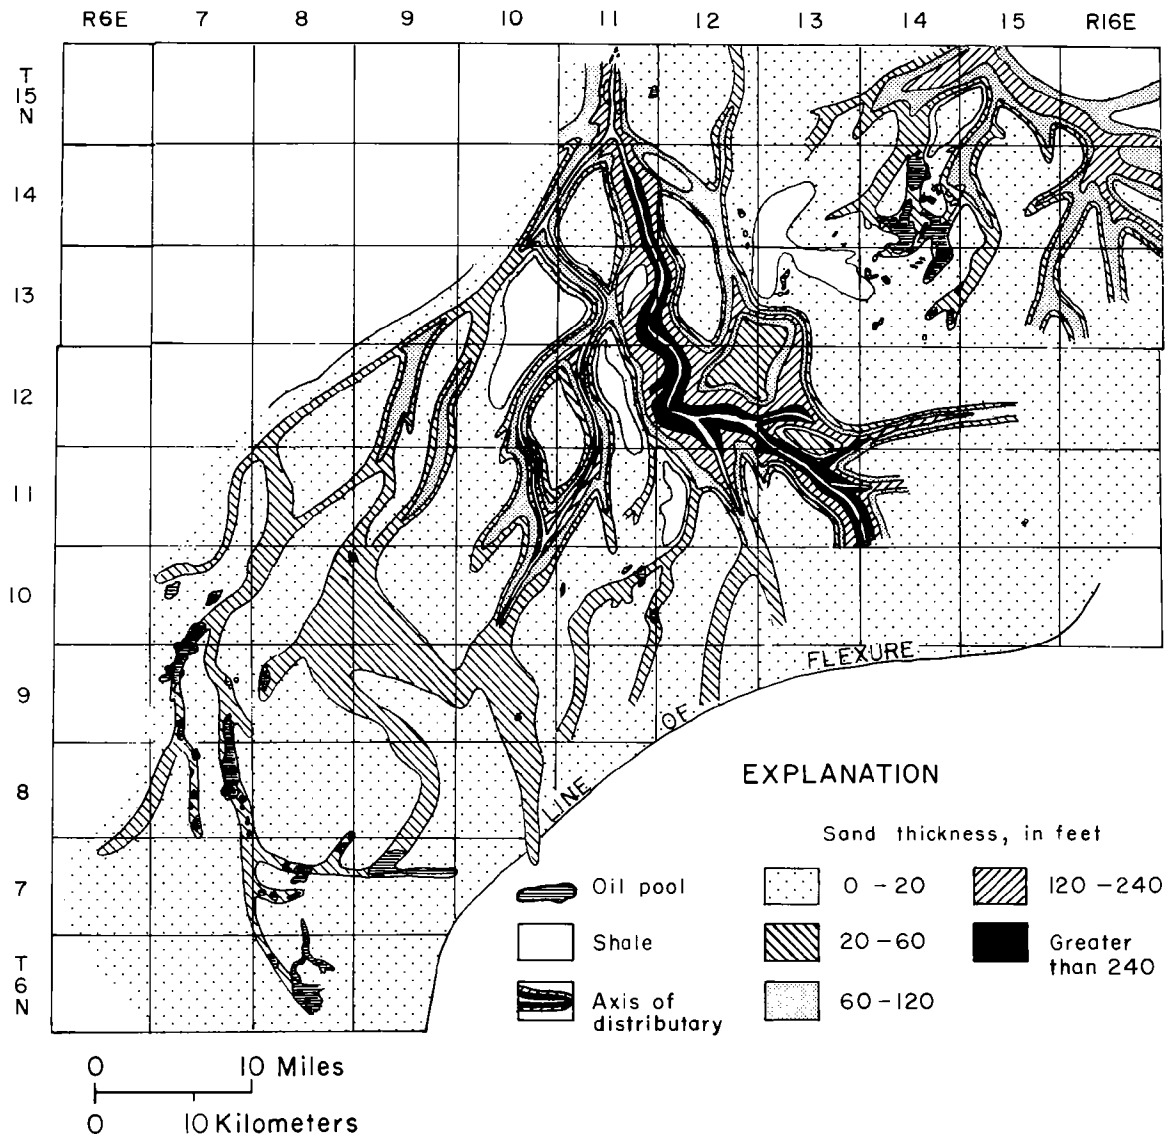 R6E 7 8 9 10 11 12 13 14 15 R16E
T
15
N
14
13
12
11
10
9
8
7
T
6
N
LINE OF FLEXURE
EXPLANATION
Sand thickness, in feet
Oil pool
Shale
Axis of
distributary
0 - 20
20 - 60
60 - 120
120 - 240
Greater
than 240
0 10 Miles
0 10 Kilometers